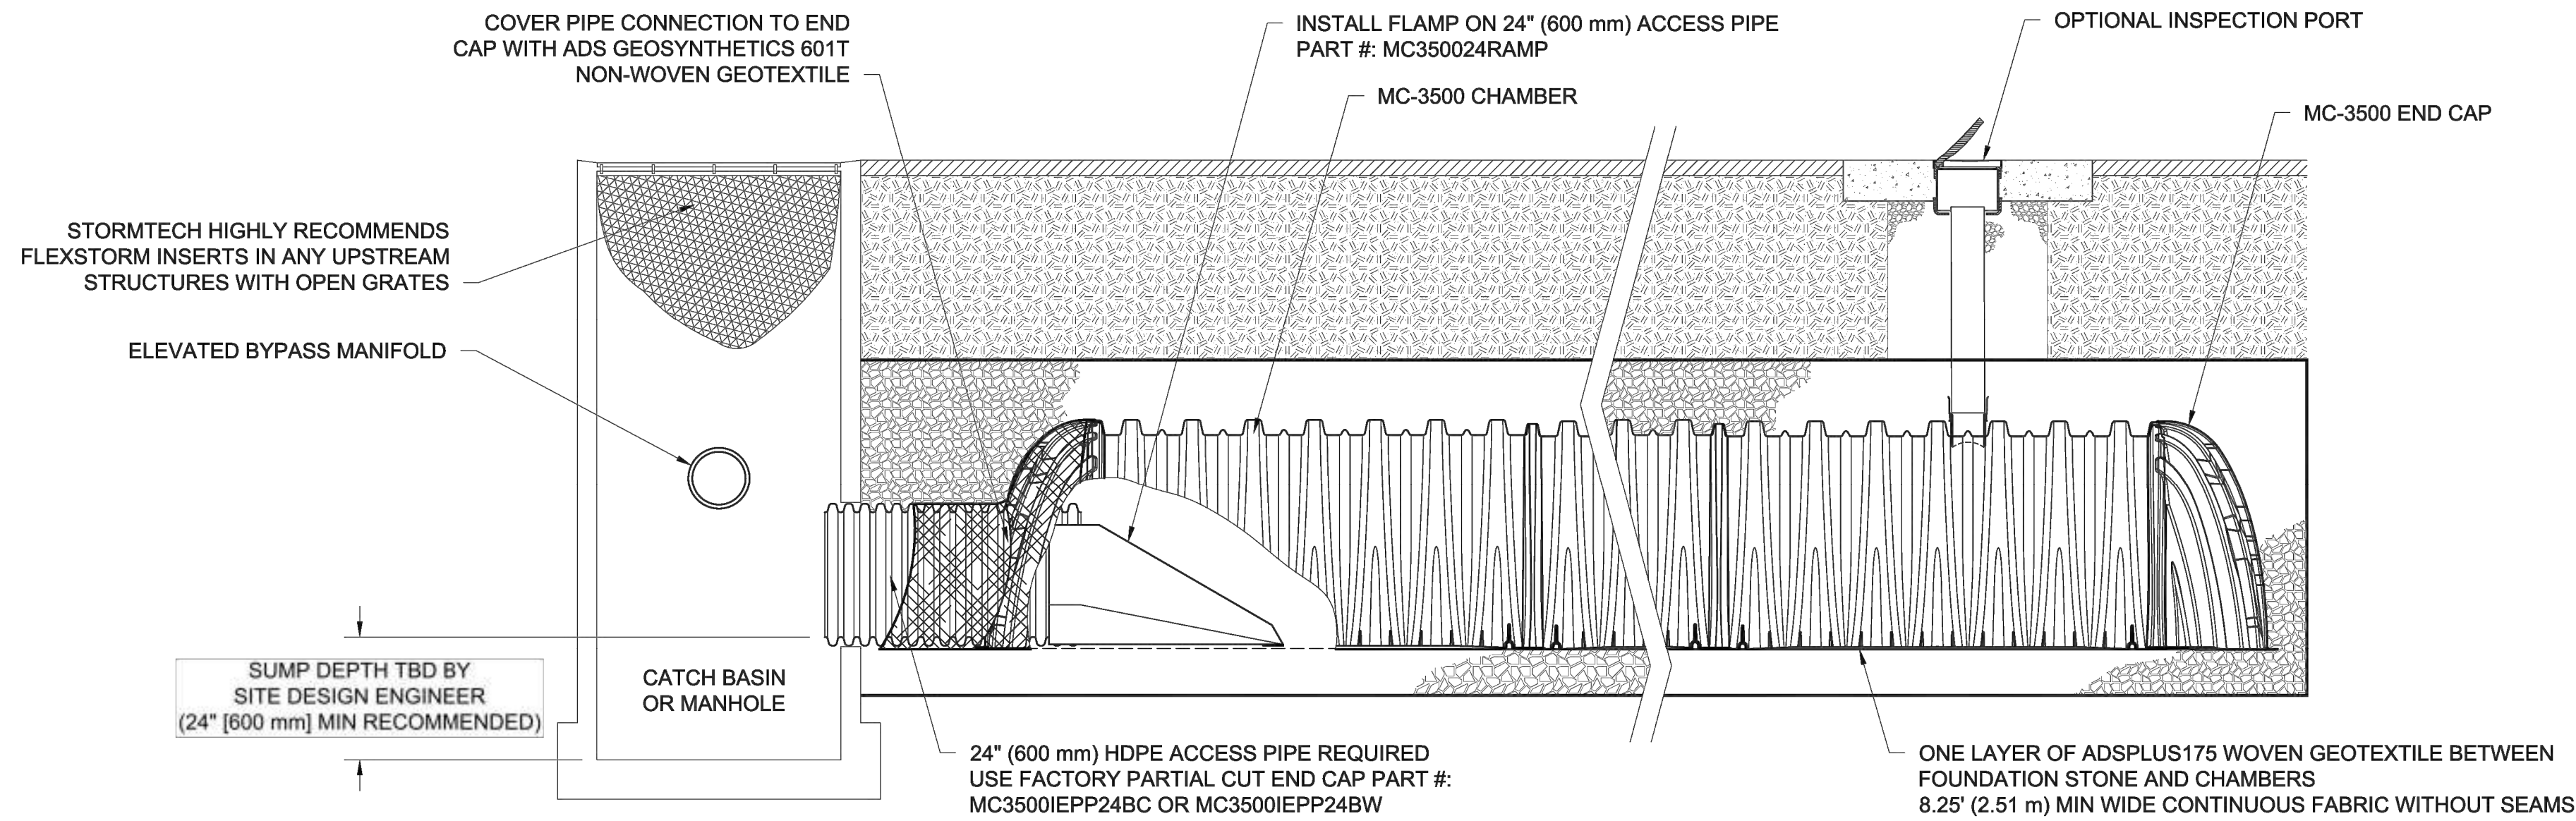 COVER PIPE CONNECTION TO END
CAP WITH ADS GEOSYNTHETICS 601T
NON-WOVEN GEOTEXTILE
INSTALL FLAMP ON 24" (600 mm) ACCESS PIPE
PART #: MC350024RAMP
MC-3500 CHAMBER
OPTIONAL INSPECTION PORT
MC-3500 END CAP
STORMTECH HIGHLY RECOMMENDS
FLEXSTORM INSERTS IN ANY UPSTREAM
STRUCTURES WITH OPEN GRATES
ELEVATED BYPASS MANIFOLD
SUMP DEPTH TBD BY
SITE DESIGN ENGINEER
(24" [600 mm] MIN RECOMMENDED)
CATCH BASIN
OR MANHOLE
24" (600 mm) HDPE ACCESS PIPE REQUIRED
USE FACTORY PARTIAL CUT END CAP PART #:
MC3500IEPP24BC OR MC3500IEPP24BW
ONE LAYER OF ADSPLUS175 WOVEN GEOTEXTILE BETWEEN
FOUNDATION STONE AND CHAMBERS
8.25' (2.51 m) MIN WIDE CONTINUOUS FABRIC WITHOUT SEAMS